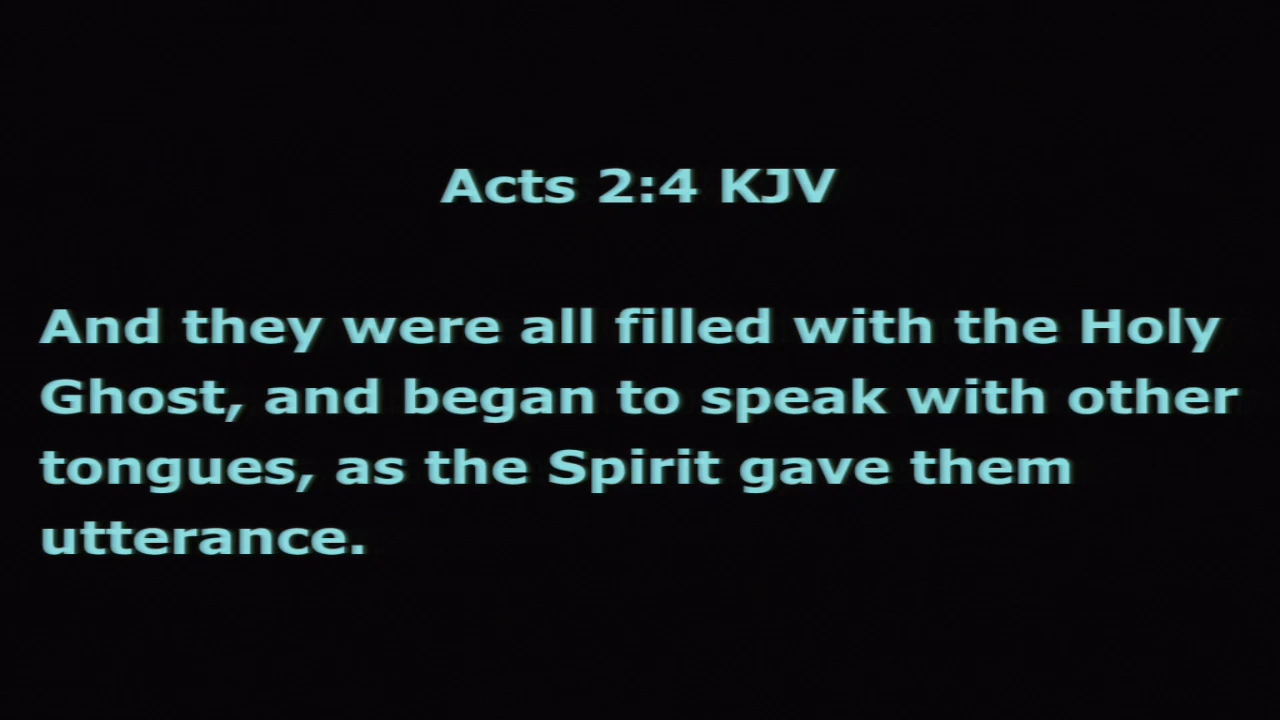 Acts 2:4 KJV
And they were all filled with the Holy
Ghost, and began to speak with other
tongues, as the Spirit gave them
utterance.